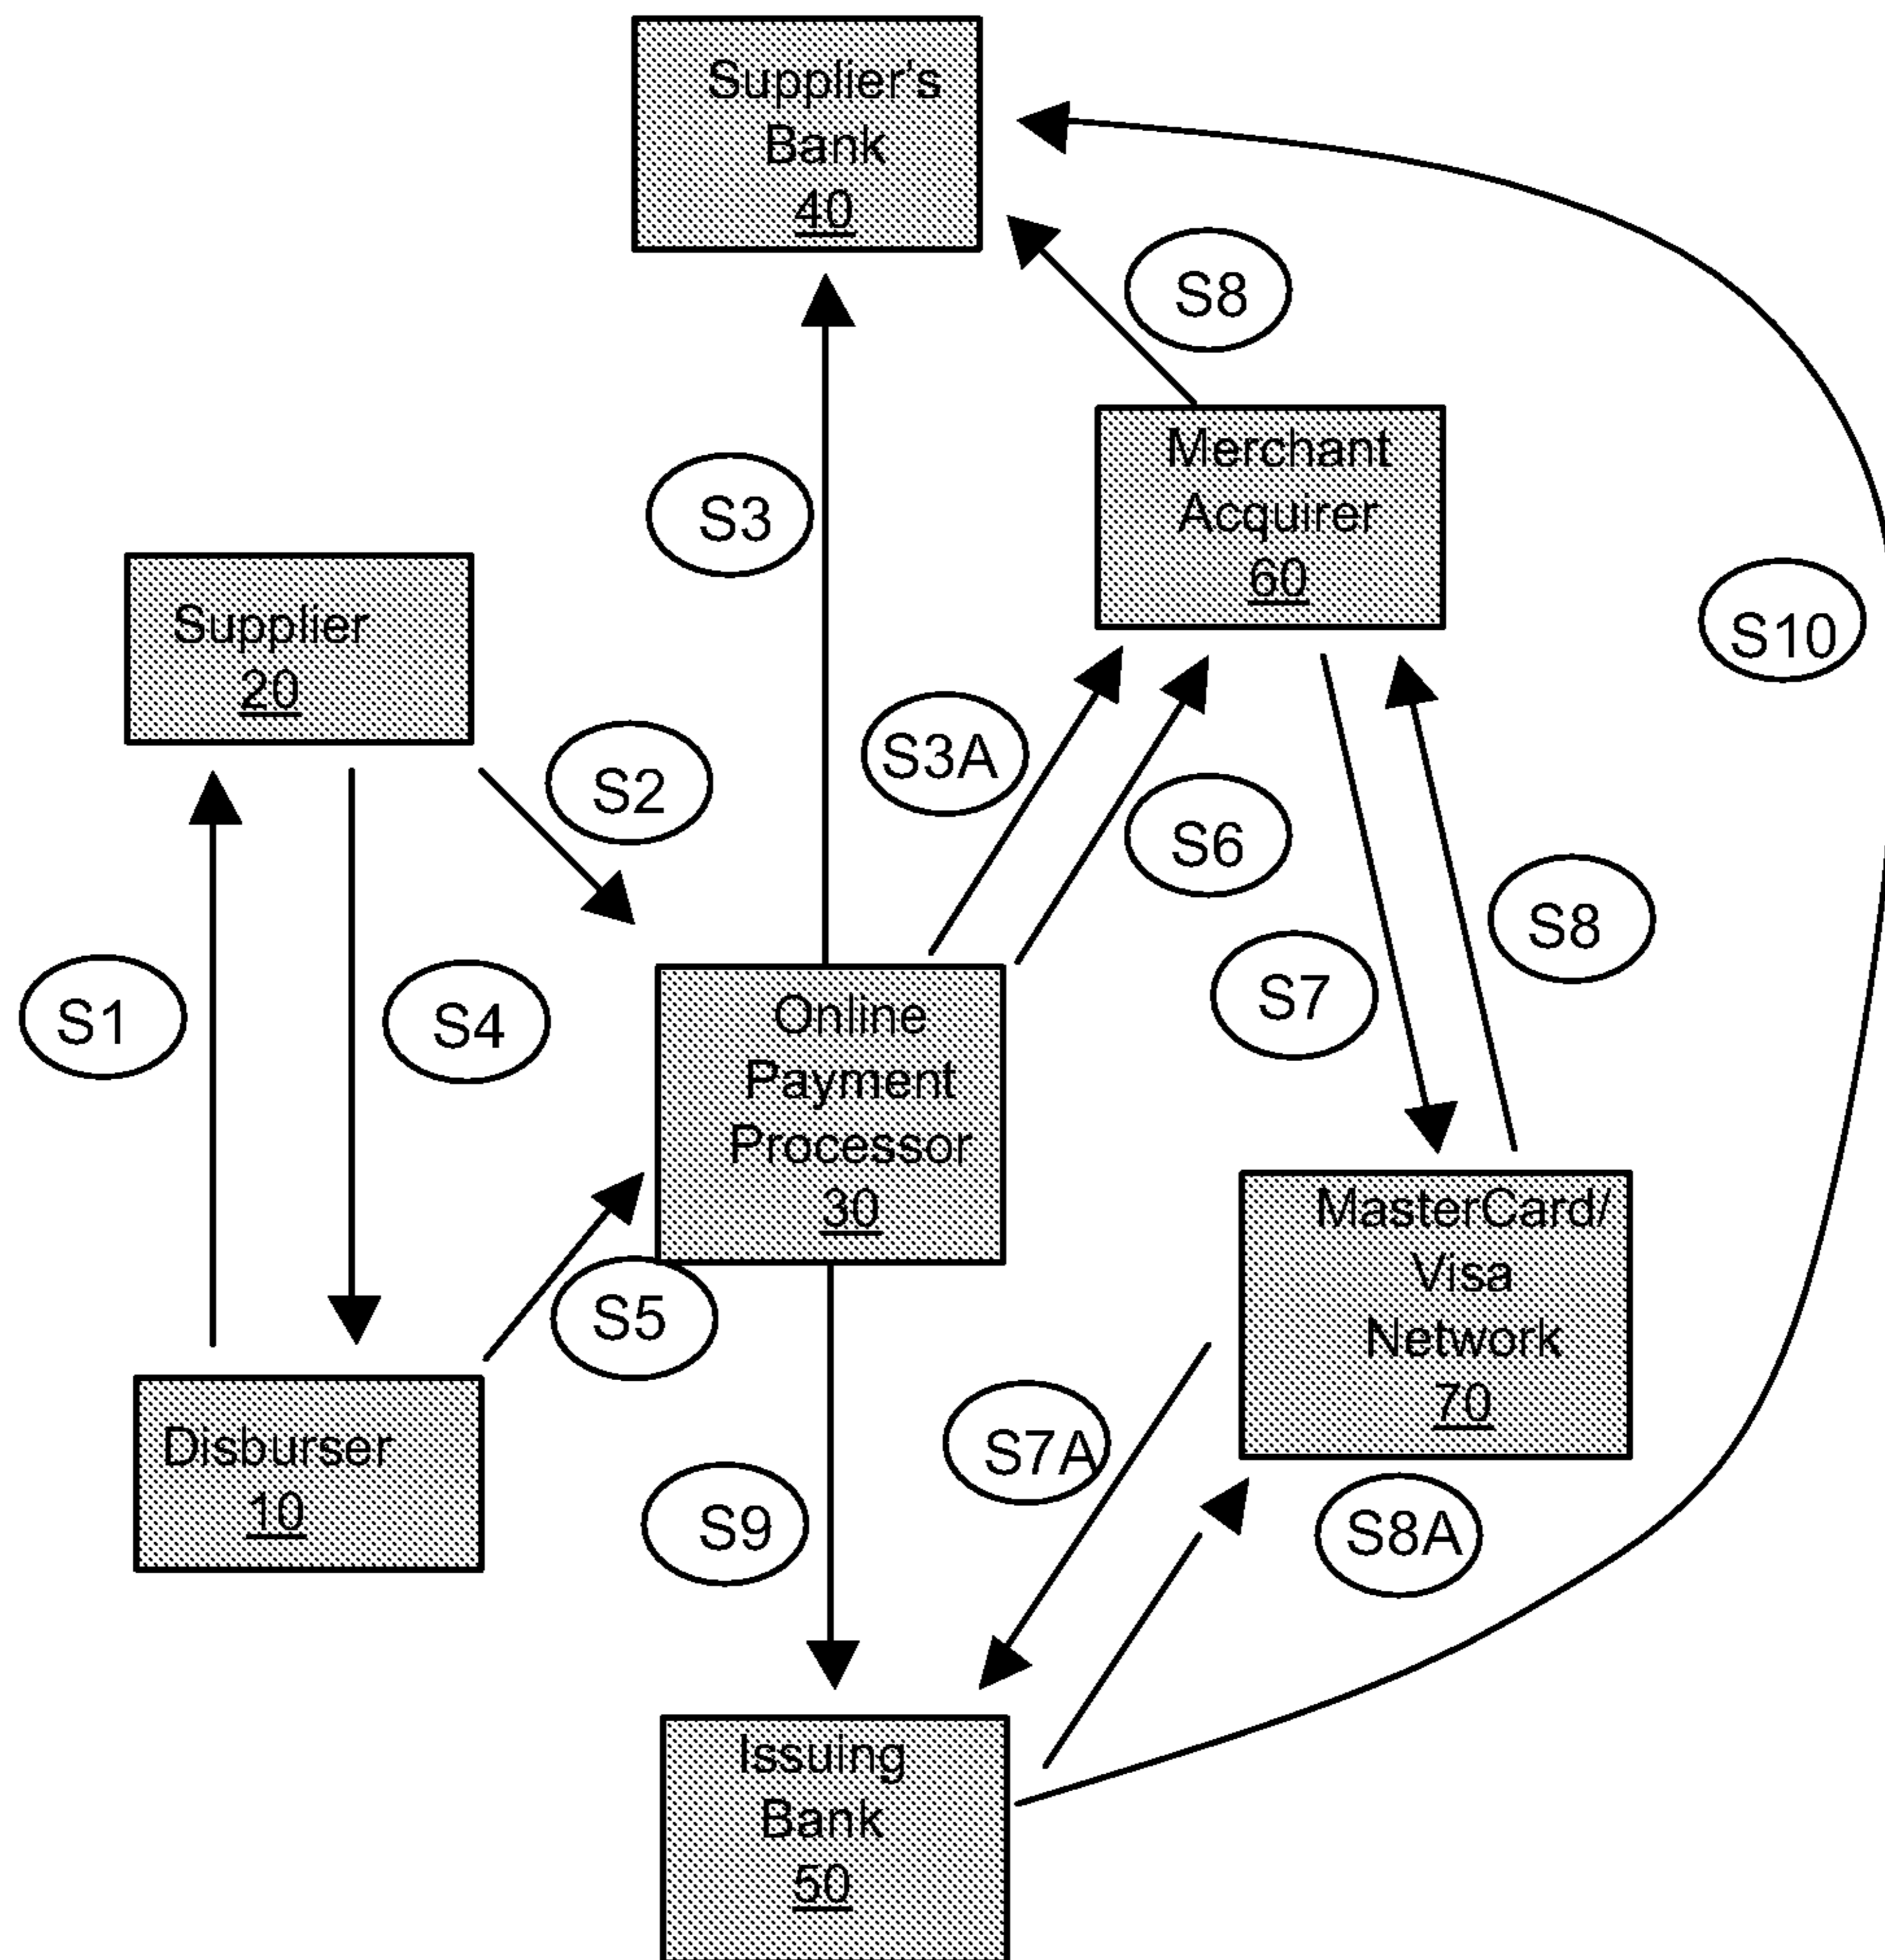 Supplier's
Bank
40
S8
Merchant
Acquirer
60
S3
Supplier
20
S10
S2
S3A
S6
S8
S7
S1
S4
Online
Payment
Processor
30
MasterCard/
Visa
Network
70
S5
Disburser
10
S7A
S9
S8A
Issuing
Bank
50